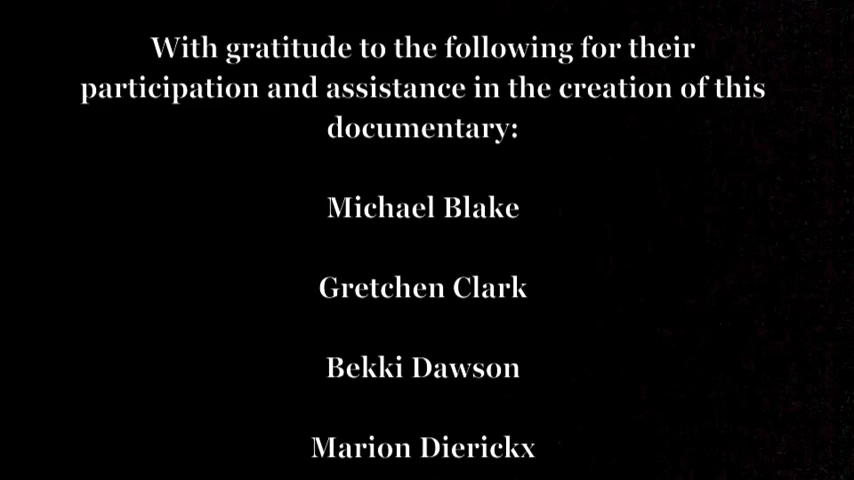 With gratitude to the following for their
participation and assistance in the creation of this
documentary:
Michael Blake
Gretchen Clark
Bekki Dawson
Marion Dierickx